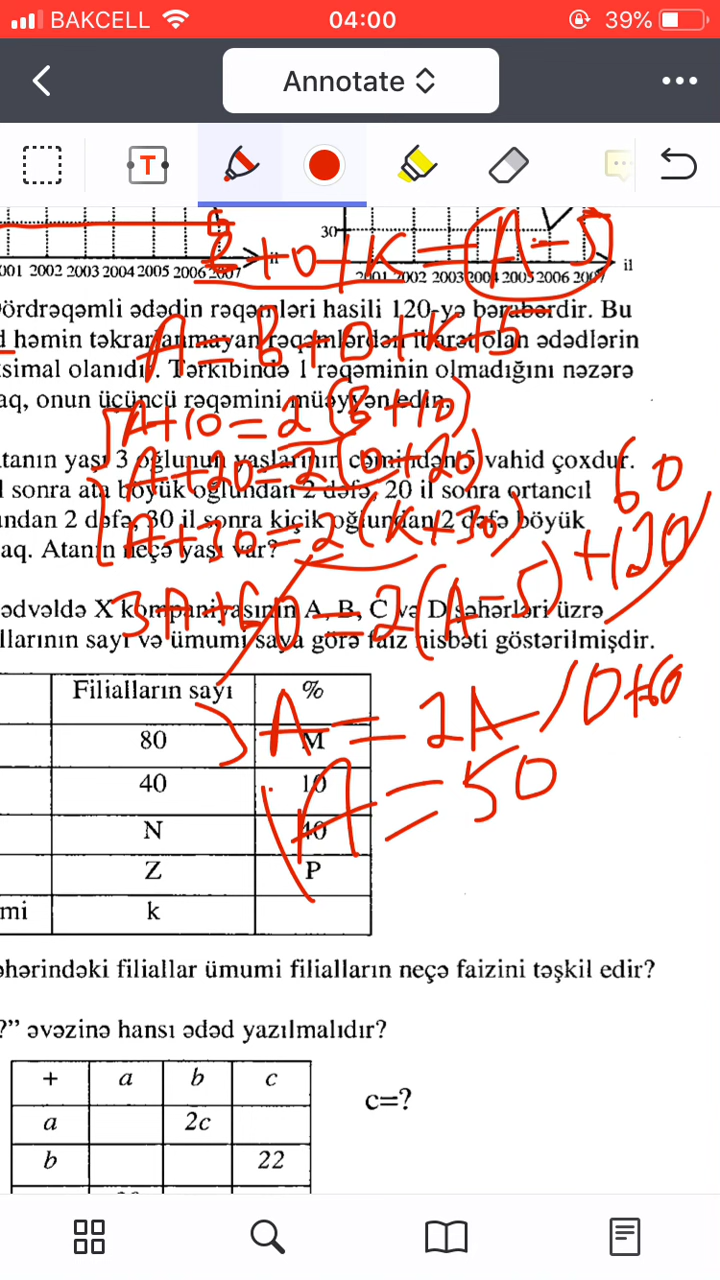 BAKCELL 04:00 39%
Annotate
T
30
001 2002 2003 2004 2005 2006 2007 il
2001 2002 2003 2004 2005 2006 2007 il
B + O + K = (A - 5)
ördrəqəmli ədədin rəqəmləri hasili 120-yə bərabərdir. Bu
həmin təkrarlanmayan rəqəmlərdən ibarət olan ədədlərin
A = B + O + K + 5
simal olanıdır. Tərkibində 1 rəqəminin olmadığını nəzərə
aq, onun üçüncü rəqəmini müəyyən edin.
A + 10 = 2(B + 10)
tanın yaşı 3 oğlunun yaşlarının cəmindən 5 vahid çoxdur.
A + 20 = 2(O + 20)
l sonra ata böyük oğlundan 2 dəfə, 20 il sonra ortancıl
60
undan 2 dəfə, 30 il sonra kiçik oğlundan 2 dəfə böyük
A + 30 = 2(K + 30)
aq. Atanın neçə yaşı var?
3A + 60 = 2(A - 5) + 120
ədvəldə X kompaniyasının A, B, C və D şəhərləri üzrə
llarının sayı və ümumi saya görə faiz nisbəti göstərilmişdir.
Filialların sayı %
3A = 2A - 10 + 60
80 M
40 10
A = 50
N 40
Z P
mi k
əhərindəki filiallar ümumi filialların neçə faizini təşkil edir?
?” əvəzinə hansı ədəd yazılmalıdır?
+ a b c
c=?
a 2c
b 22